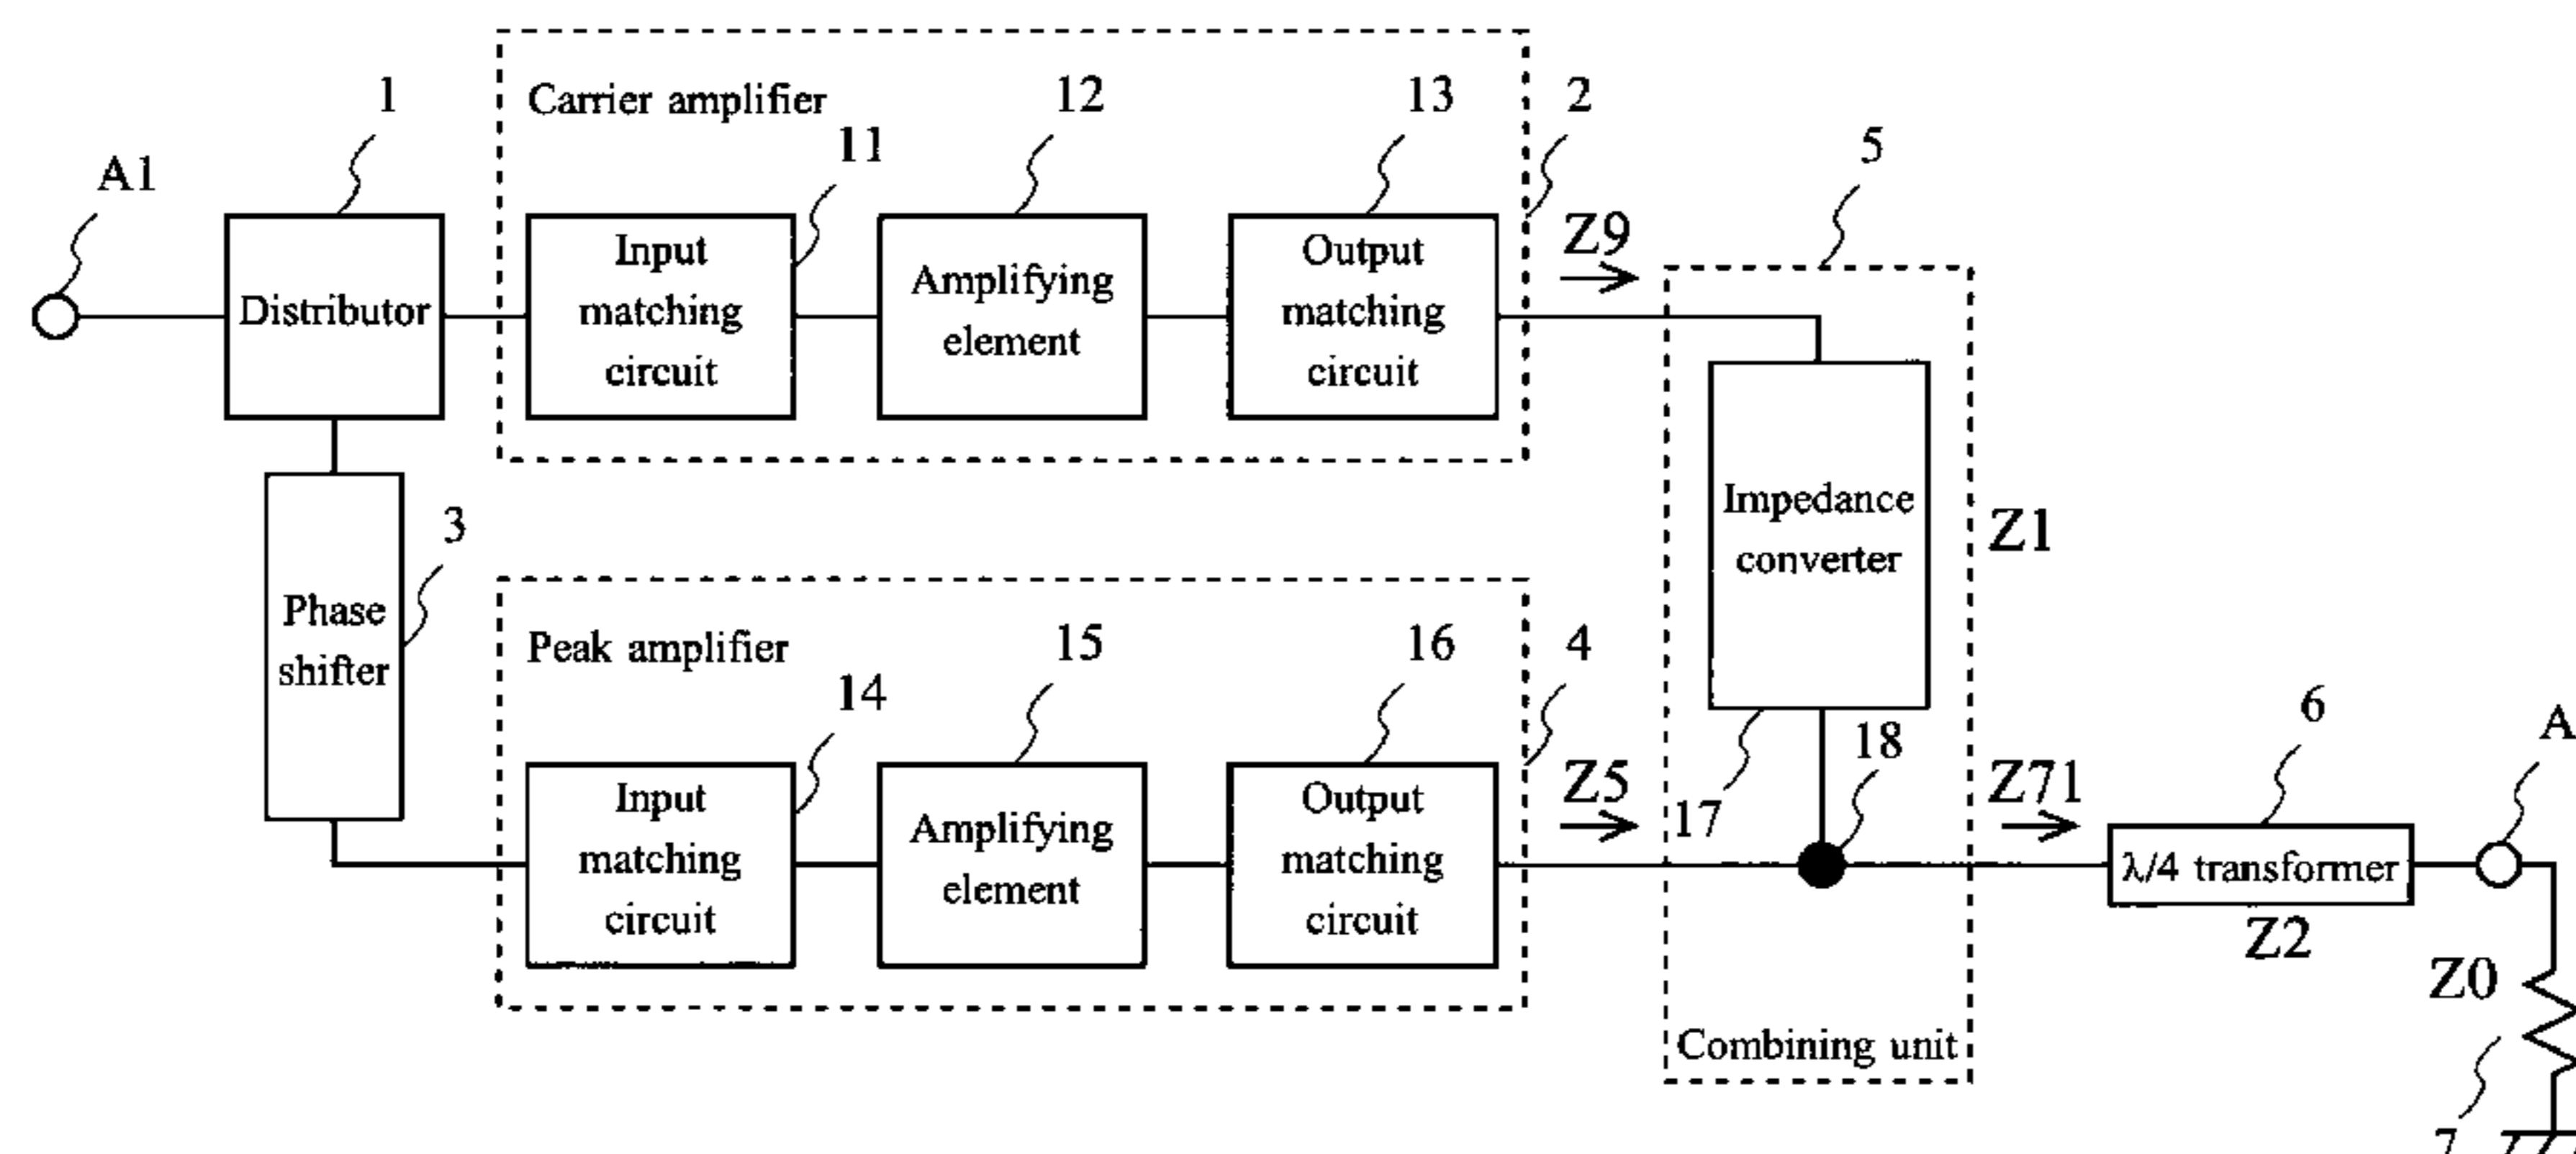 Carrier amplifier
1
12
13
2
A1
11
5
Z9
Distributor
Input
matching
circuit
Amplifying
element
Output
matching
circuit
Impedance
converter
Z1
3
Phase
shifter
Peak amplifier
14
15
16
4
Z5
17
18
Z71
6
A
Input
matching
circuit
Amplifying
element
Output
matching
circuit
λ/4 transformer
Z2
Z0
Combining unit
7